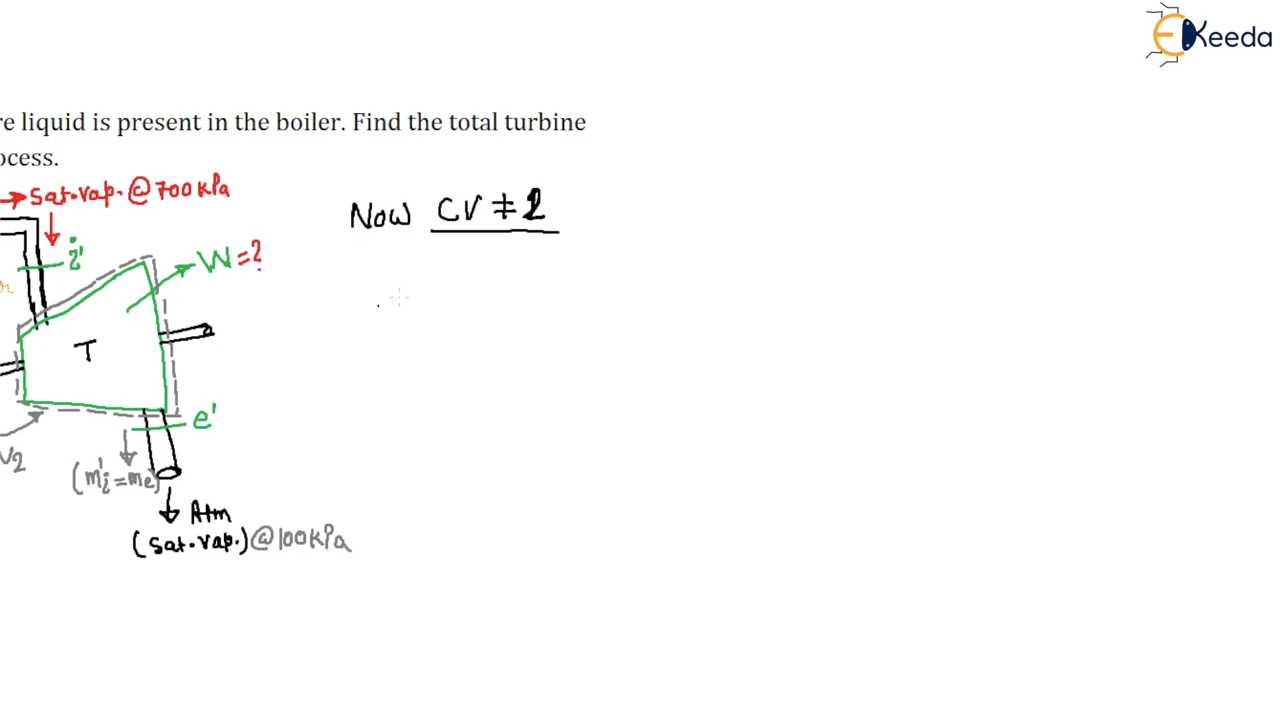 Keeda
re liquid is present in the boiler. Find the total turbine
ocess.
Sat.Vap. @ 700 kPa
Now CV # 2
i'
W = ?
T
e'
V2
(m'i = me)
Atm
(Sat.Vap.) @ 100 kPa